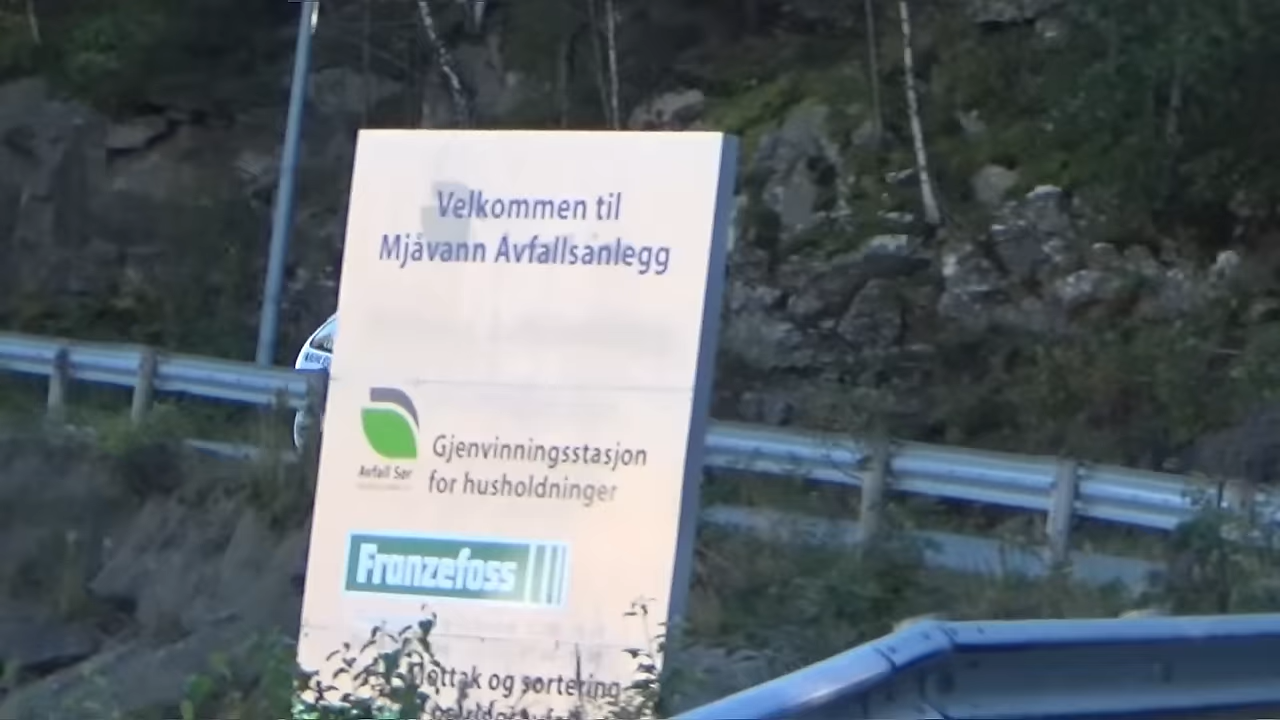 Velkommen til
Mjåvann Avfallsanlegg
Avfall Sør
Gjenvinningsstasjon
for husholdninger
Franzefoss
Mottak og sortering